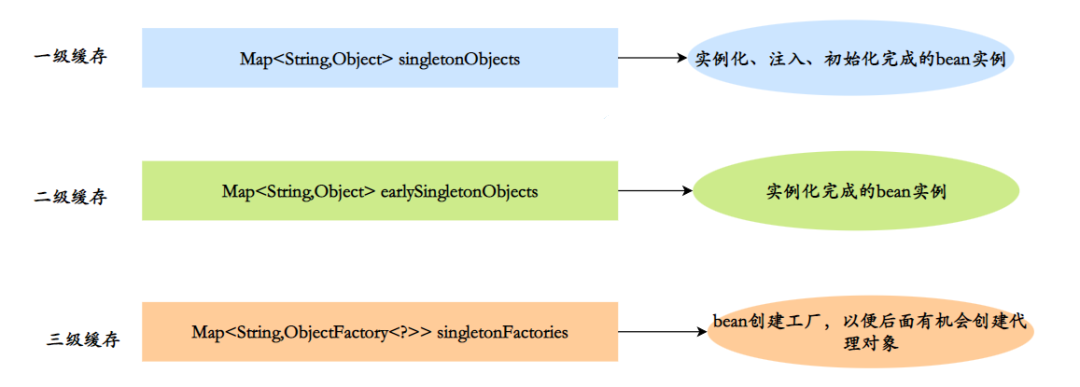 一级缓存
Map<String,Object> singletonObjects
实例化、注入、初始化完成的bean实例
二级缓存
Map<String,Object> earlySingletonObjects
实例化完成的bean实例
三级缓存
Map<String,ObjectFactory<?>> singletonFactories
bean创建工厂，以便后面有机会创建代
理对象